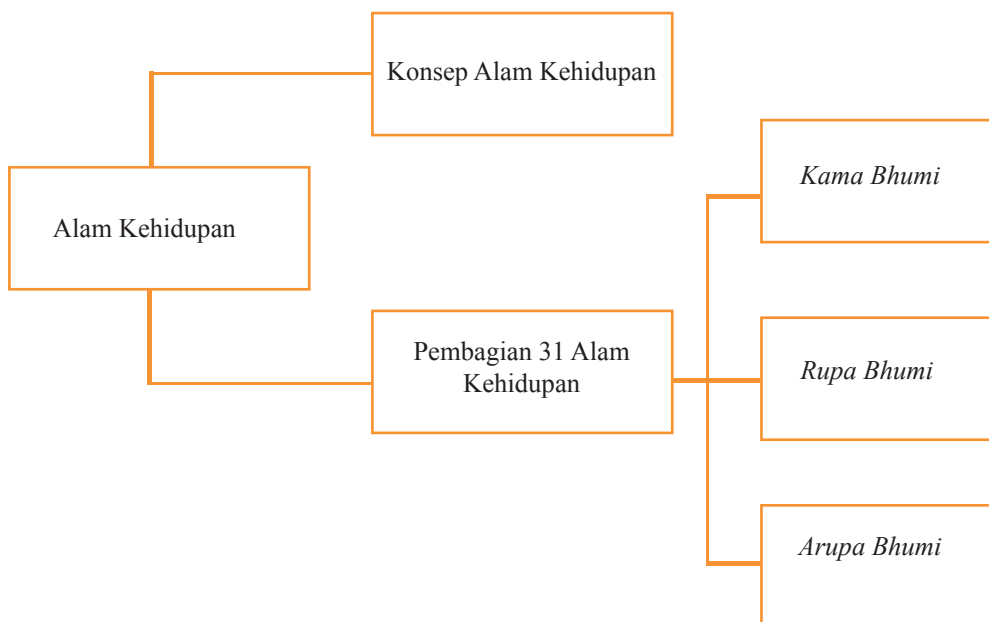 Konsep Alam Kehidupan
Alam Kehidupan
Pembagian 31 Alam
Kehidupan
Kama Bhumi
Rupa Bhumi
Arupa Bhumi